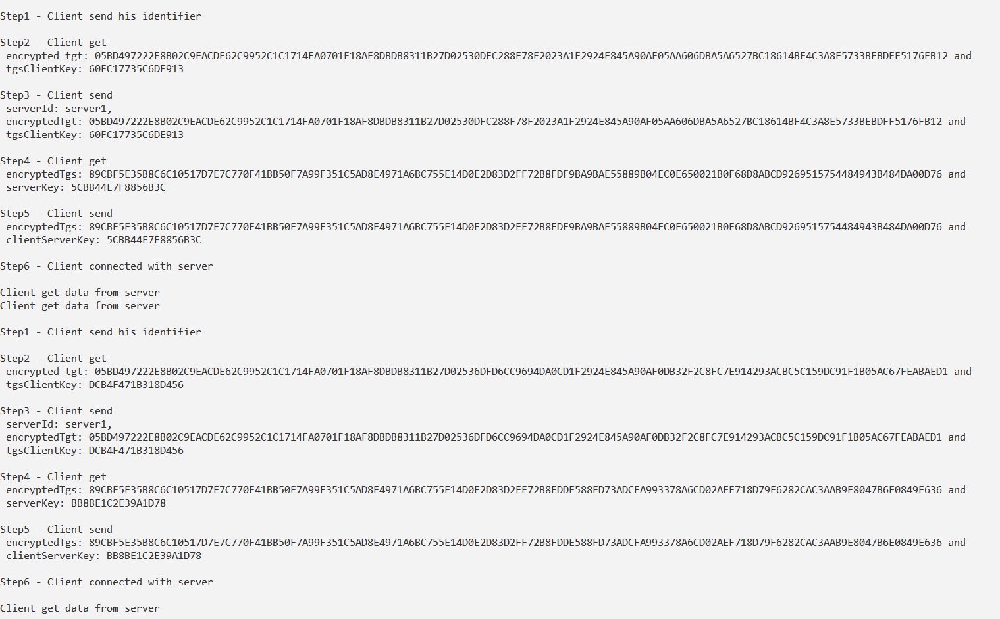 Step1 - Client send his identifier
Step2 - Client get
encrypted tgt: 05BD497222E8B02C9EACDE62C9952C1C1714FA0701F18AF8DBDB8311B27D02530DFC288F78F2023A1F2924E845A90AF05AA606DBA5A6527BC18614BF4C3A8E5733BEBDFF5176FB12 and
tgsClientKey: 60FC17735C6DE913
Step3 - Client send
serverId: server1,
encryptedTgt: 05BD497222E8B02C9EACDE62C9952C1C1714FA0701F18AF8DBDB8311B27D02530DFC288F78F2023A1F2924E845A90AF05AA606DBA5A6527BC18614BF4C3A8E5733BEBDFF5176FB12 and
tgsClientKey: 60FC17735C6DE913
Step4 - Client get
encryptedTgs: 89CBF5E35B8C6C10517D7E7C770F41BB50F7A99F351C5AD8E4971A6BC755E14D0E2D83D2FF72B8FDF9BA9BAE55889B04EC0E650021B0F68D8ABCD9269515754484943B484DA00D76 and
serverKey: 5CBB44E7F8856B3C
Step5 - Client send
encryptedTgs: 89CBF5E35B8C6C10517D7E7C770F41BB50F7A99F351C5AD8E4971A6BC755E14D0E2D83D2FF72B8FDF9BA9BAE55889B04EC0E650021B0F68D8ABCD9269515754484943B484DA00D76 and
clientServerKey: 5CBB44E7F8856B3C
Step6 - Client connected with server
Client get data from server
Client get data from server
Step1 - Client send his identifier
Step2 - Client get
encrypted tgt: 05BD497222E8B02C9EACDE62C9952C1C1714FA0701F18AF8DBDB8311B27D02536DFD6CC9694DA0CD1F2924E845A90AF0DB32F2C8FC7E914293ACBC5C159DC91F1B05AC67FEABAED1 and
tgsClientKey: DCB4F471B318D456
Step3 - Client send
serverId: server1,
encryptedTgt: 05BD497222E8B02C9EACDE62C9952C1C1714FA0701F18AF8DBDB8311B27D02536DFD6CC9694DA0CD1F2924E845A90AF0DB32F2C8FC7E914293ACBC5C159DC91F1B05AC67FEABAED1 and
tgsClientKey: DCB4F471B318D456
Step4 - Client get
encryptedTgs: 89CBF5E35B8C6C10517D7E7C770F41BB50F7A99F351C5AD8E4971A6BC755E14D0E2D83D2FF72B8FDDE588FD73ADCFA993378A6CD02AEF718D79F6282CAC3AAB9E8047B6E0849E636 and
serverKey: BB8BE1C2E39A1D78
Step5 - Client send
encryptedTgs: 89CBF5E35B8C6C10517D7E7C770F41BB50F7A99F351C5AD8E4971A6BC755E14D0E2D83D2FF72B8FDDE588FD73ADCFA993378A6CD02AEF718D79F6282CAC3AAB9E8047B6E0849E636 and
clientServerKey: BB8BE1C2E39A1D78
Step6 - Client connected with server
Client get data from server